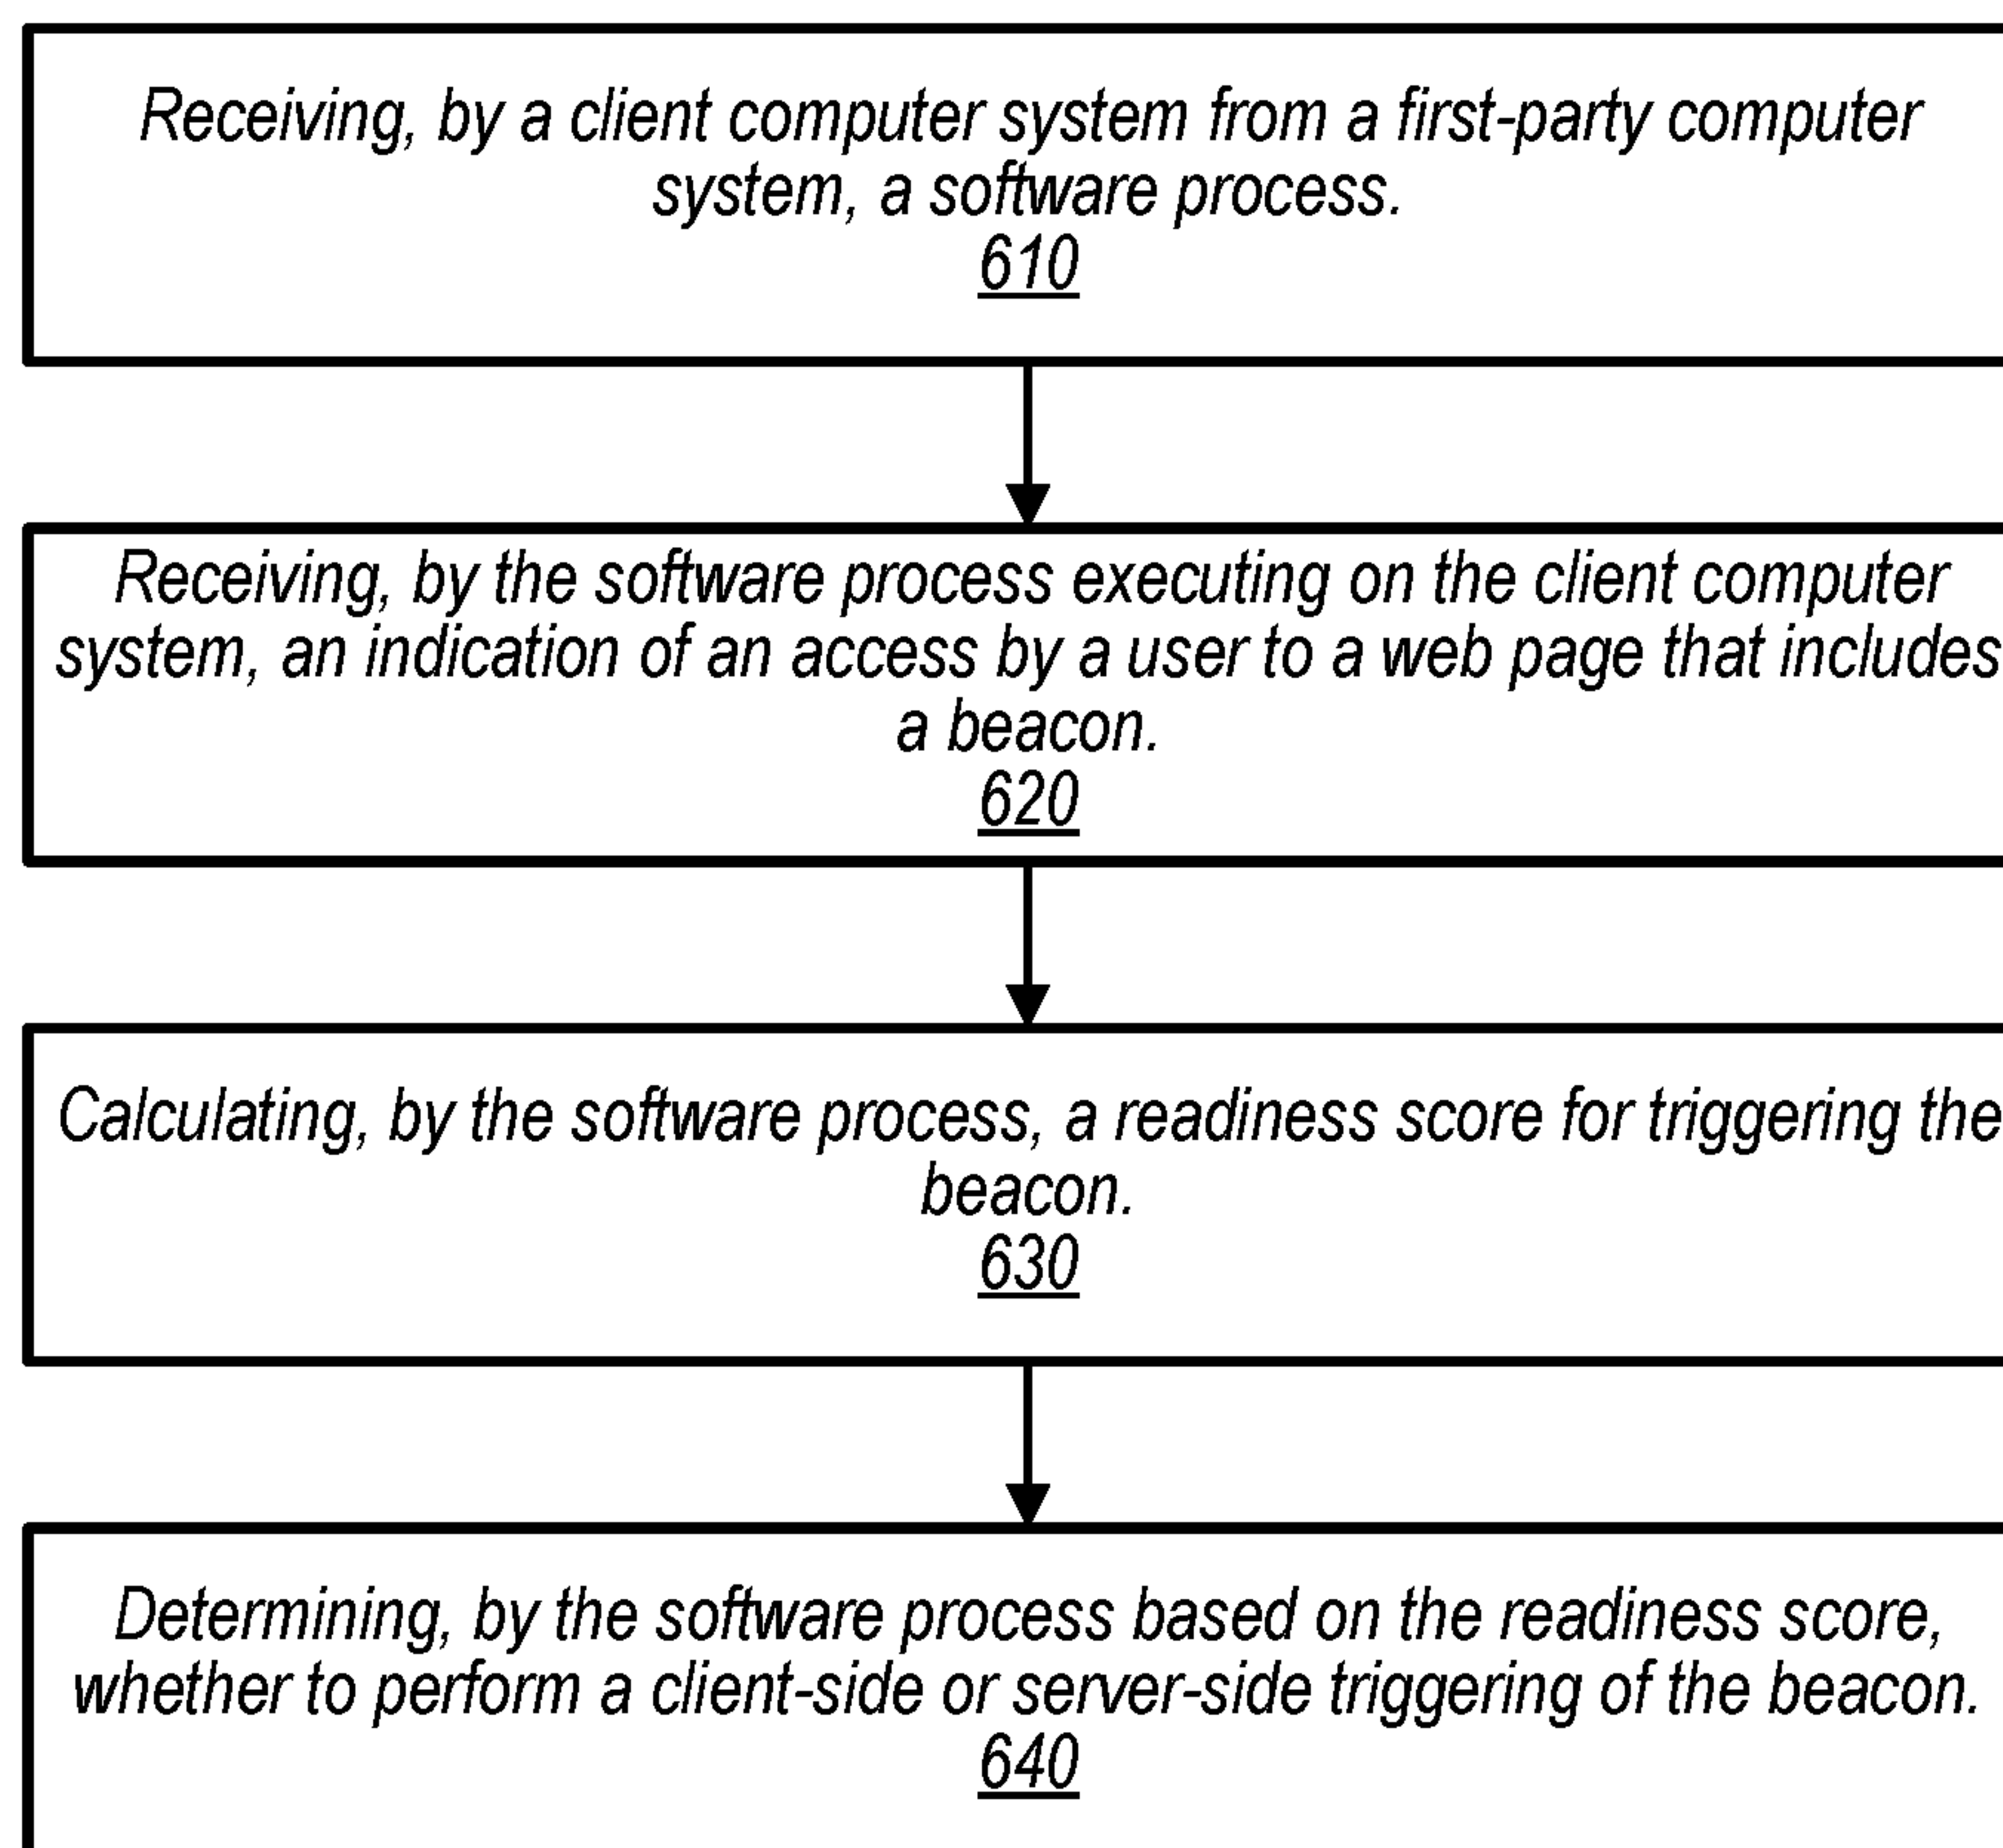 Receiving, by a client computer system from a first-party computer
system, a software process.
610
Receiving, by the software process executing on the client computer
system, an indication of an access by a user to a web page that includes
a beacon.
620
Calculating, by the software process, a readiness score for triggering the
beacon.
630
Determining, by the software process based on the readiness score,
whether to perform a client-side or server-side triggering of the beacon.
640